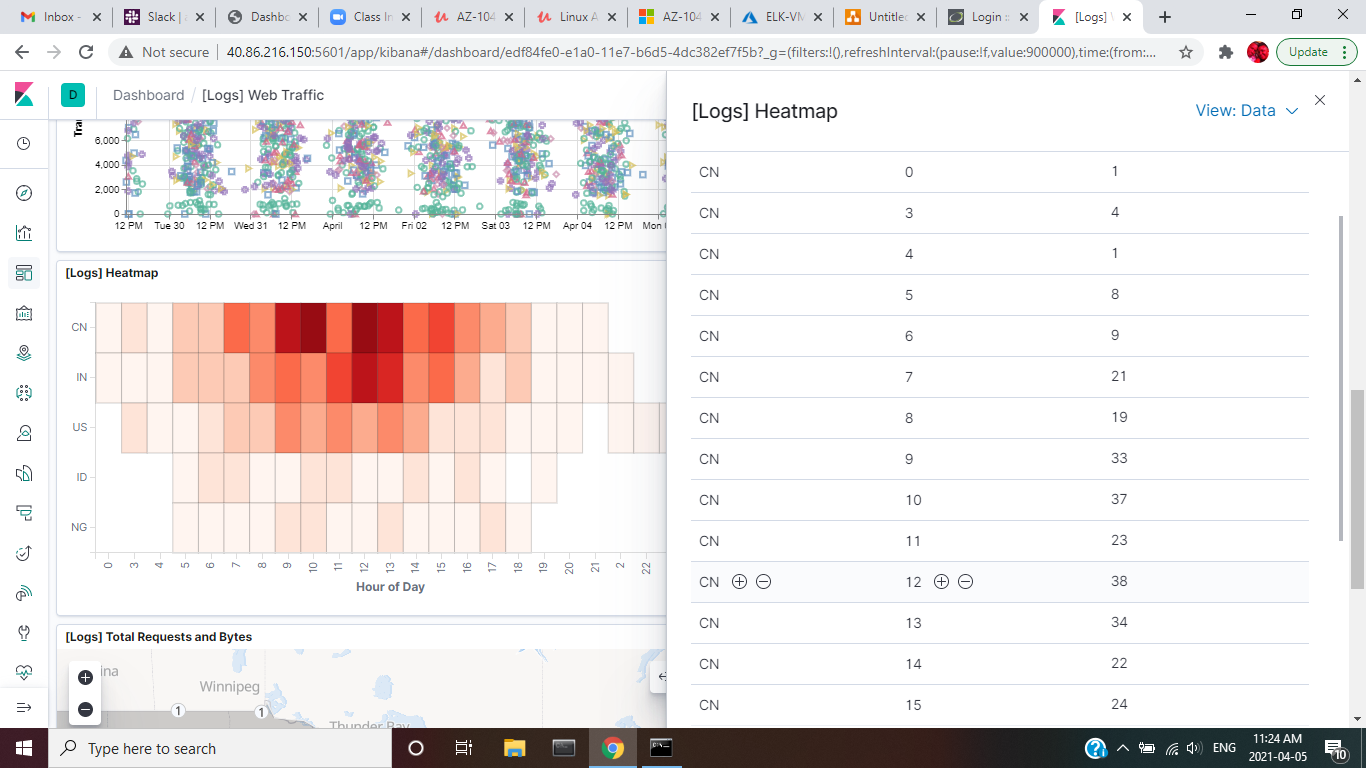 Inbox -
Slack | a
Dashbo
Class In
AZ-104
Linux A
AZ-104
ELK-VM
Untitle
Login ::
[Logs] W
Not secure | 40.86.216.150:5601/app/kibana#/dashboard/edf84fe0-e1a0-11e7-b6d5-4dc382ef7f5b?_g=(filters:!(),refreshInterval:(pause:!f,value:900000),time:(from:...
Update
D
Dashboard / [Logs] Web Traffic
Tra
6,000
4,000
2,000
0
12 PM Tue 30 12 PM Wed 31 12 PM April 12 PM Fri 02 12 PM Sat 03 12 PM Apr 04 12 PM Mon
[Logs] Heatmap
CN
IN
US
ID
NG
0 3 4 5 6 7 8 9 10 11 12 13 14 15 16 17 18 19 20 21 2 22
Hour of Day
[Logs] Total Requests and Bytes
ina
Winnipeg
1
1
Thunder Bay
[Logs] Heatmap
View: Data
CN 0 1
CN 3 4
CN 4 1
CN 5 8
CN 6 9
CN 7 21
CN 8 19
CN 9 33
CN 10 37
CN 11 23
CN 12 38
CN 13 34
CN 14 22
CN 15 24
Type here to search
ENG
11:24 AM
2021-04-05
10